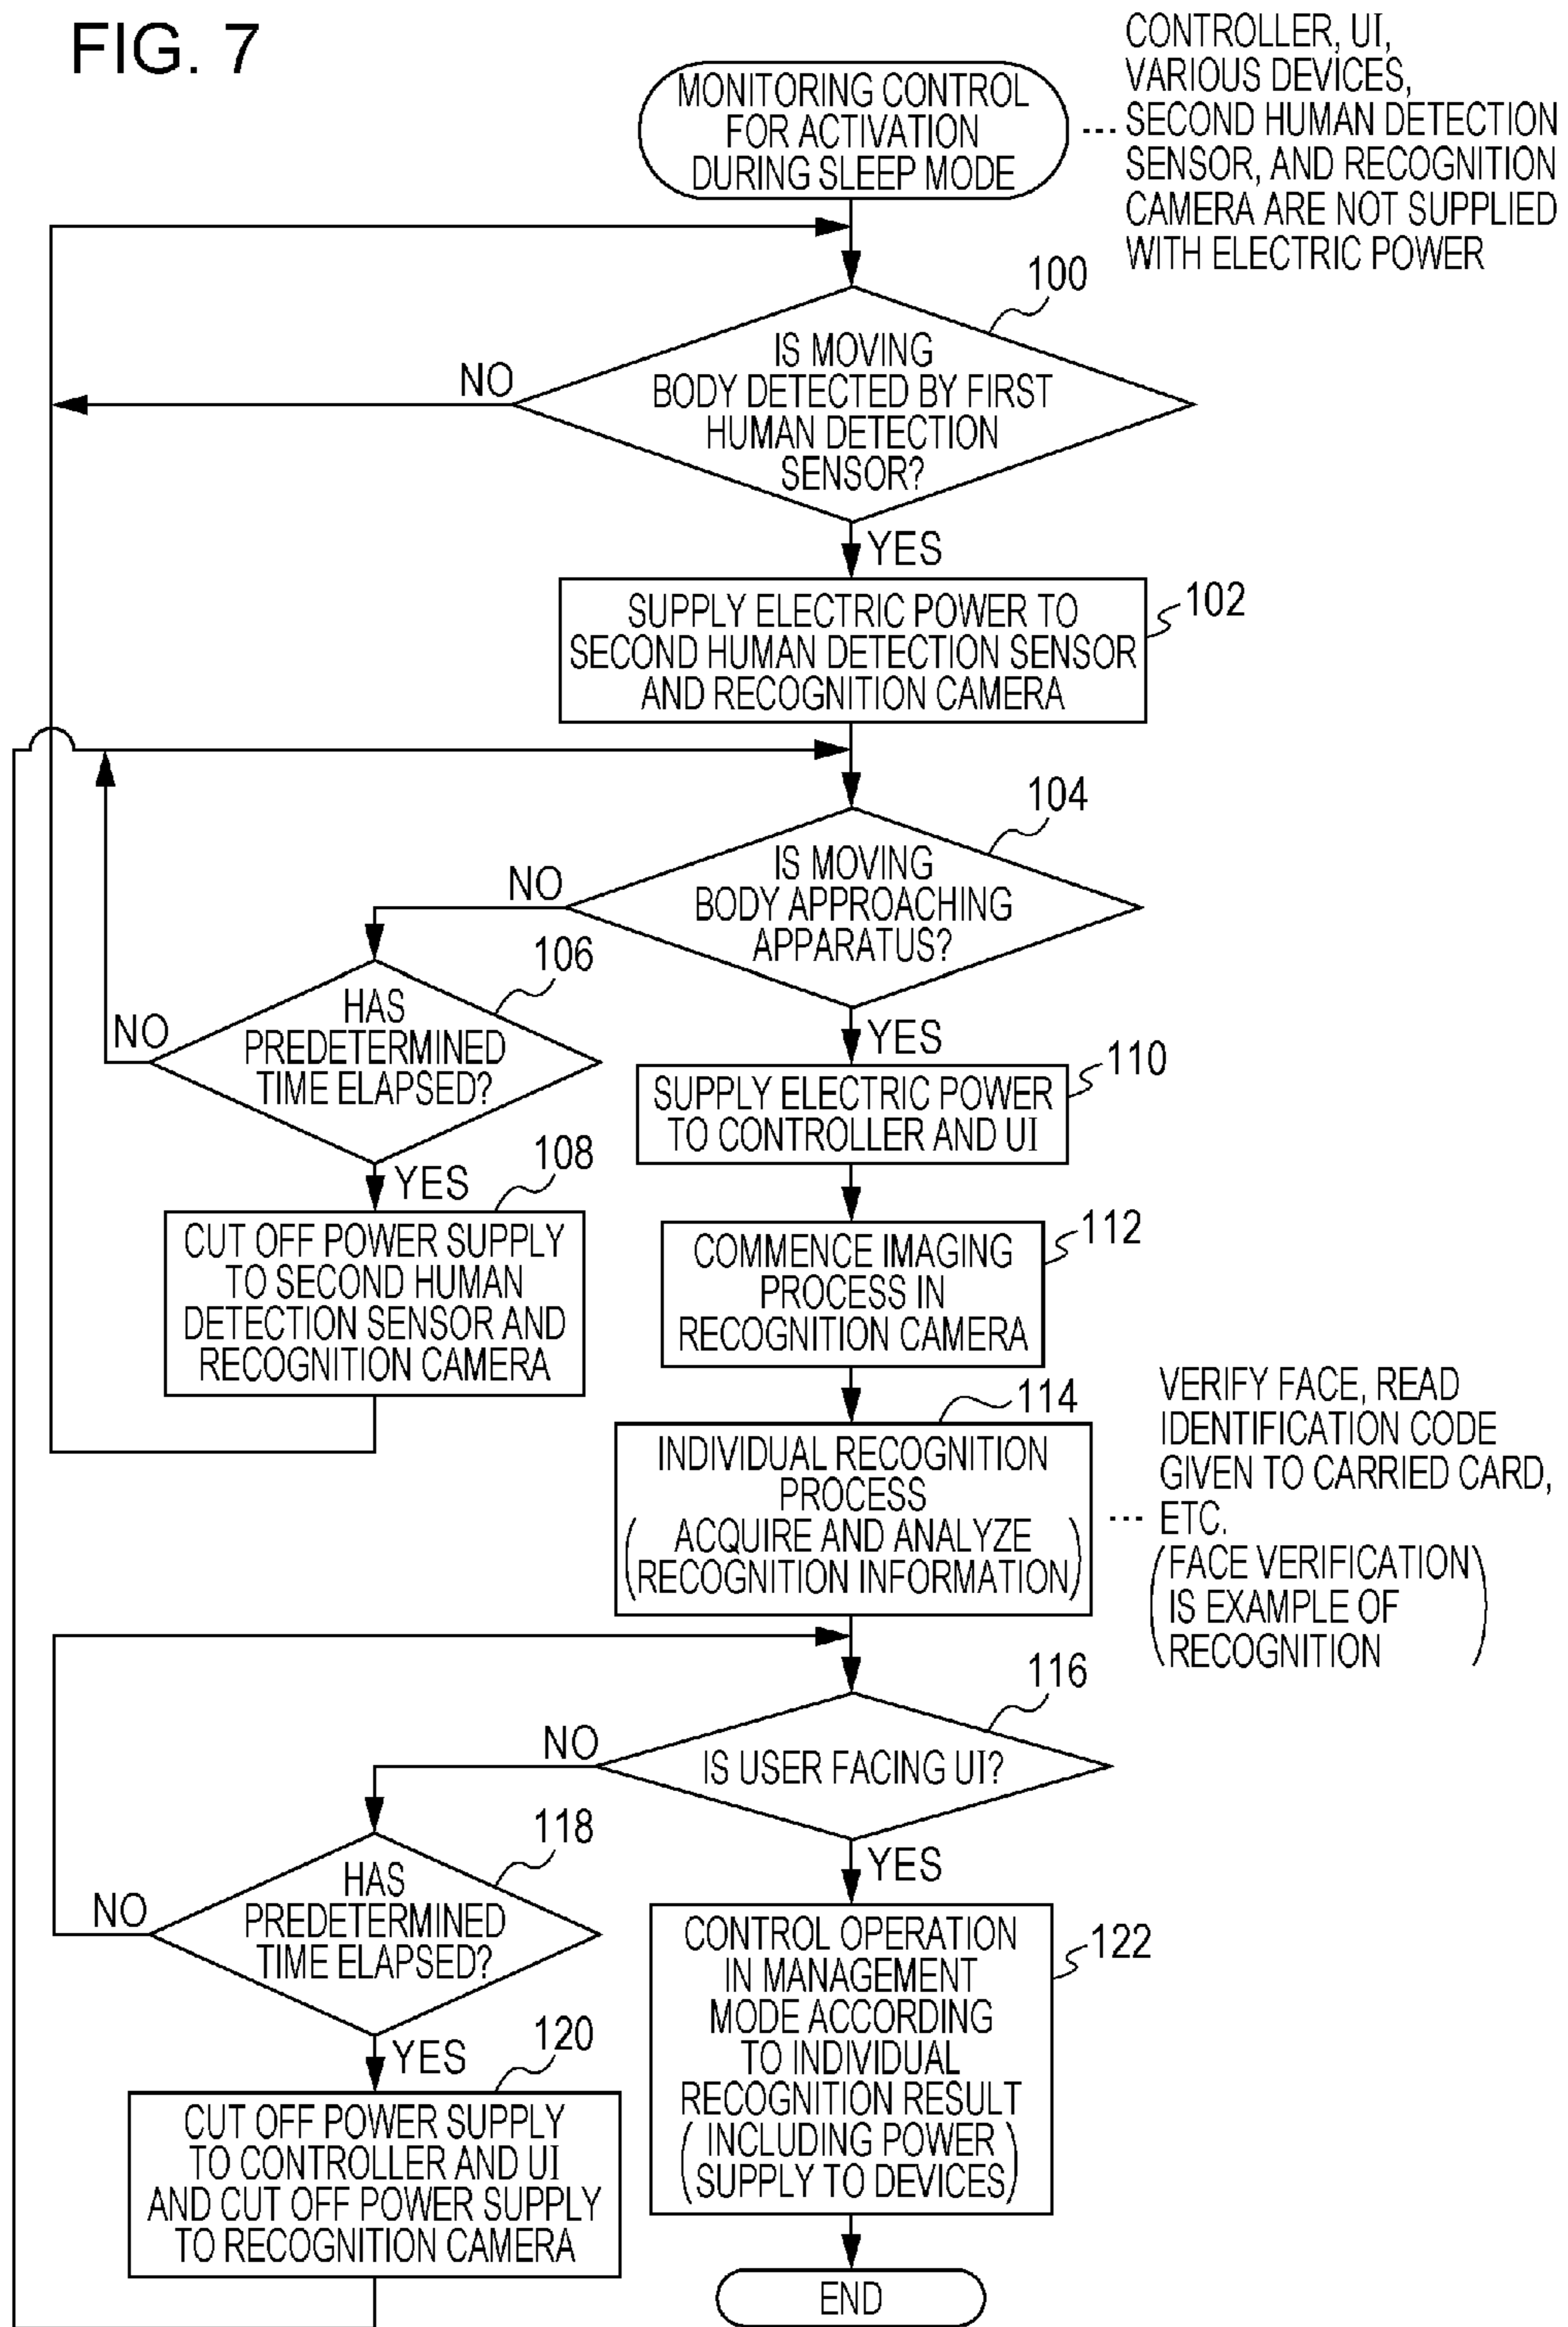 FIG. 7
MONITORING CONTROL
FOR ACTIVATION
DURING SLEEP MODE
... CONTROLLER, UI,
VARIOUS DEVICES,
SECOND HUMAN DETECTION
SENSOR, AND RECOGNITION
CAMERA ARE NOT SUPPLIED
WITH ELECTRIC POWER
100
IS MOVING
BODY DETECTED BY FIRST
HUMAN DETECTION
SENSOR?
NO
YES
102
SUPPLY ELECTRIC POWER TO
SECOND HUMAN DETECTION SENSOR
AND RECOGNITION CAMERA
104
IS MOVING
BODY APPROACHING
APPARATUS?
NO
106
HAS
PREDETERMINED
TIME ELAPSED?
NO
YES
108
CUT OFF POWER SUPPLY
TO SECOND HUMAN
DETECTION SENSOR AND
RECOGNITION CAMERA
YES
110
SUPPLY ELECTRIC POWER
TO CONTROLLER AND UI
112
COMMENCE IMAGING
PROCESS IN
RECOGNITION CAMERA
114
INDIVIDUAL RECOGNITION
PROCESS
(ACQUIRE AND ANALYZE
RECOGNITION INFORMATION)
VERIFY FACE, READ
IDENTIFICATION CODE
GIVEN TO CARRIED CARD,
... ETC.
(FACE VERIFICATION
IS EXAMPLE OF
RECOGNITION)
116
IS USER FACING UI?
NO
118
HAS
PREDETERMINED
TIME ELAPSED?
NO
YES
120
CUT OFF POWER SUPPLY
TO CONTROLLER AND UI
AND CUT OFF POWER SUPPLY
TO RECOGNITION CAMERA
YES
122
CONTROL OPERATION
IN MANAGEMENT
MODE ACCORDING
TO INDIVIDUAL
RECOGNITION RESULT
(INCLUDING POWER
SUPPLY TO DEVICES)
END